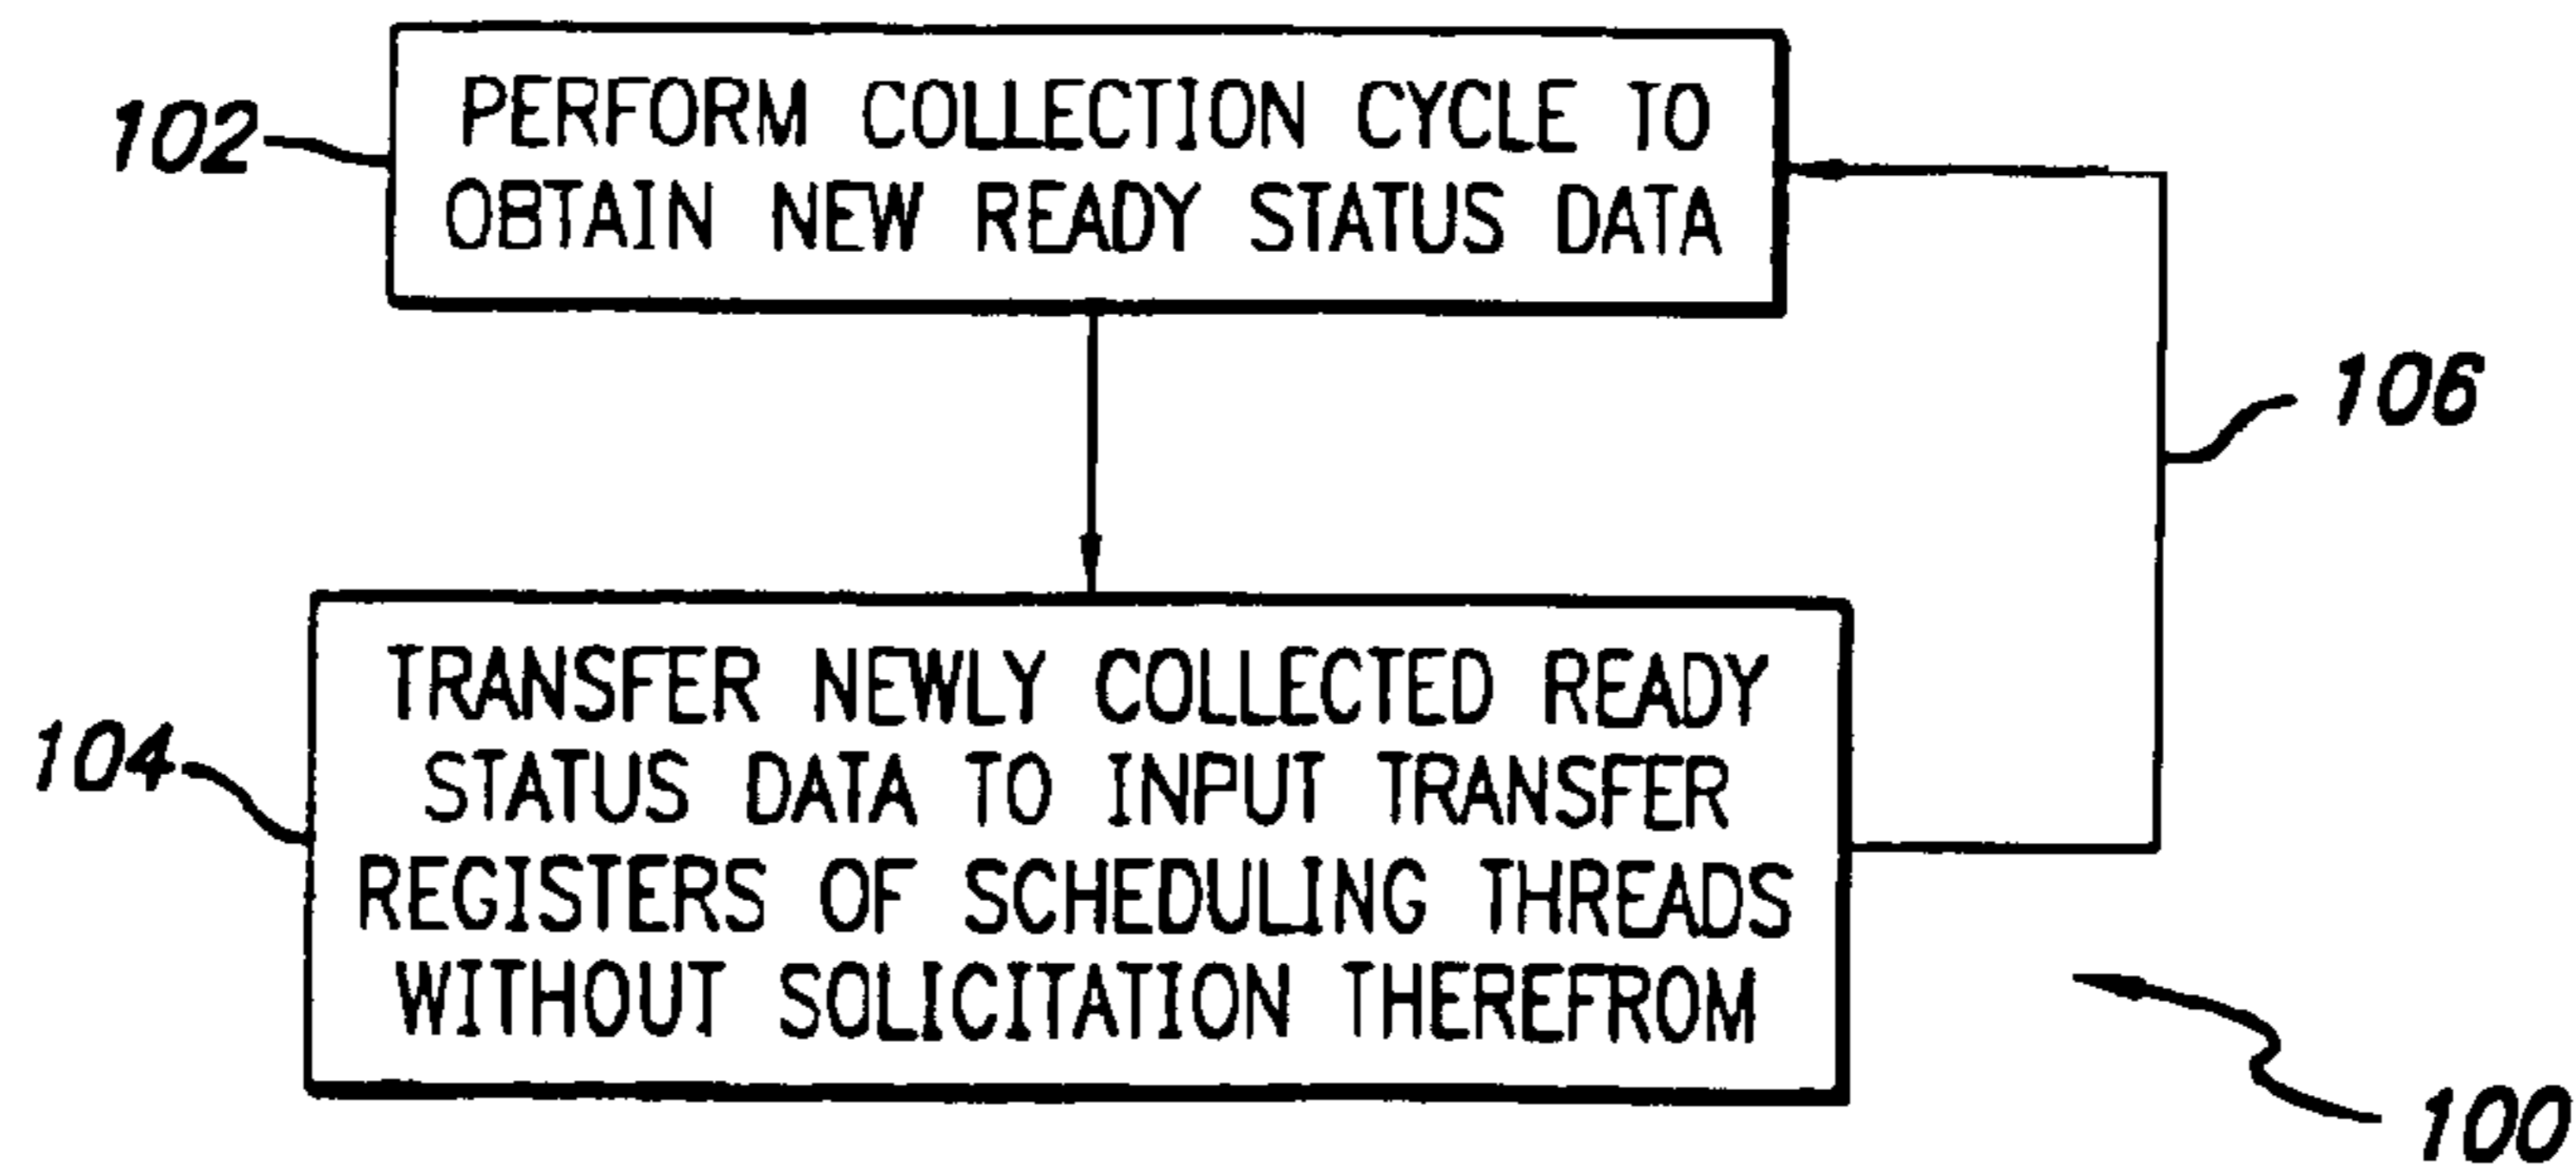 PERFORM COLLECTION CYCLE TO
OBTAIN NEW READY STATUS DATA
102
106
TRANSFER NEWLY COLLECTED READY
STATUS DATA TO INPUT TRANSFER
REGISTERS OF SCHEDULING THREADS
WITHOUT SOLICITATION THEREFROM
104
100